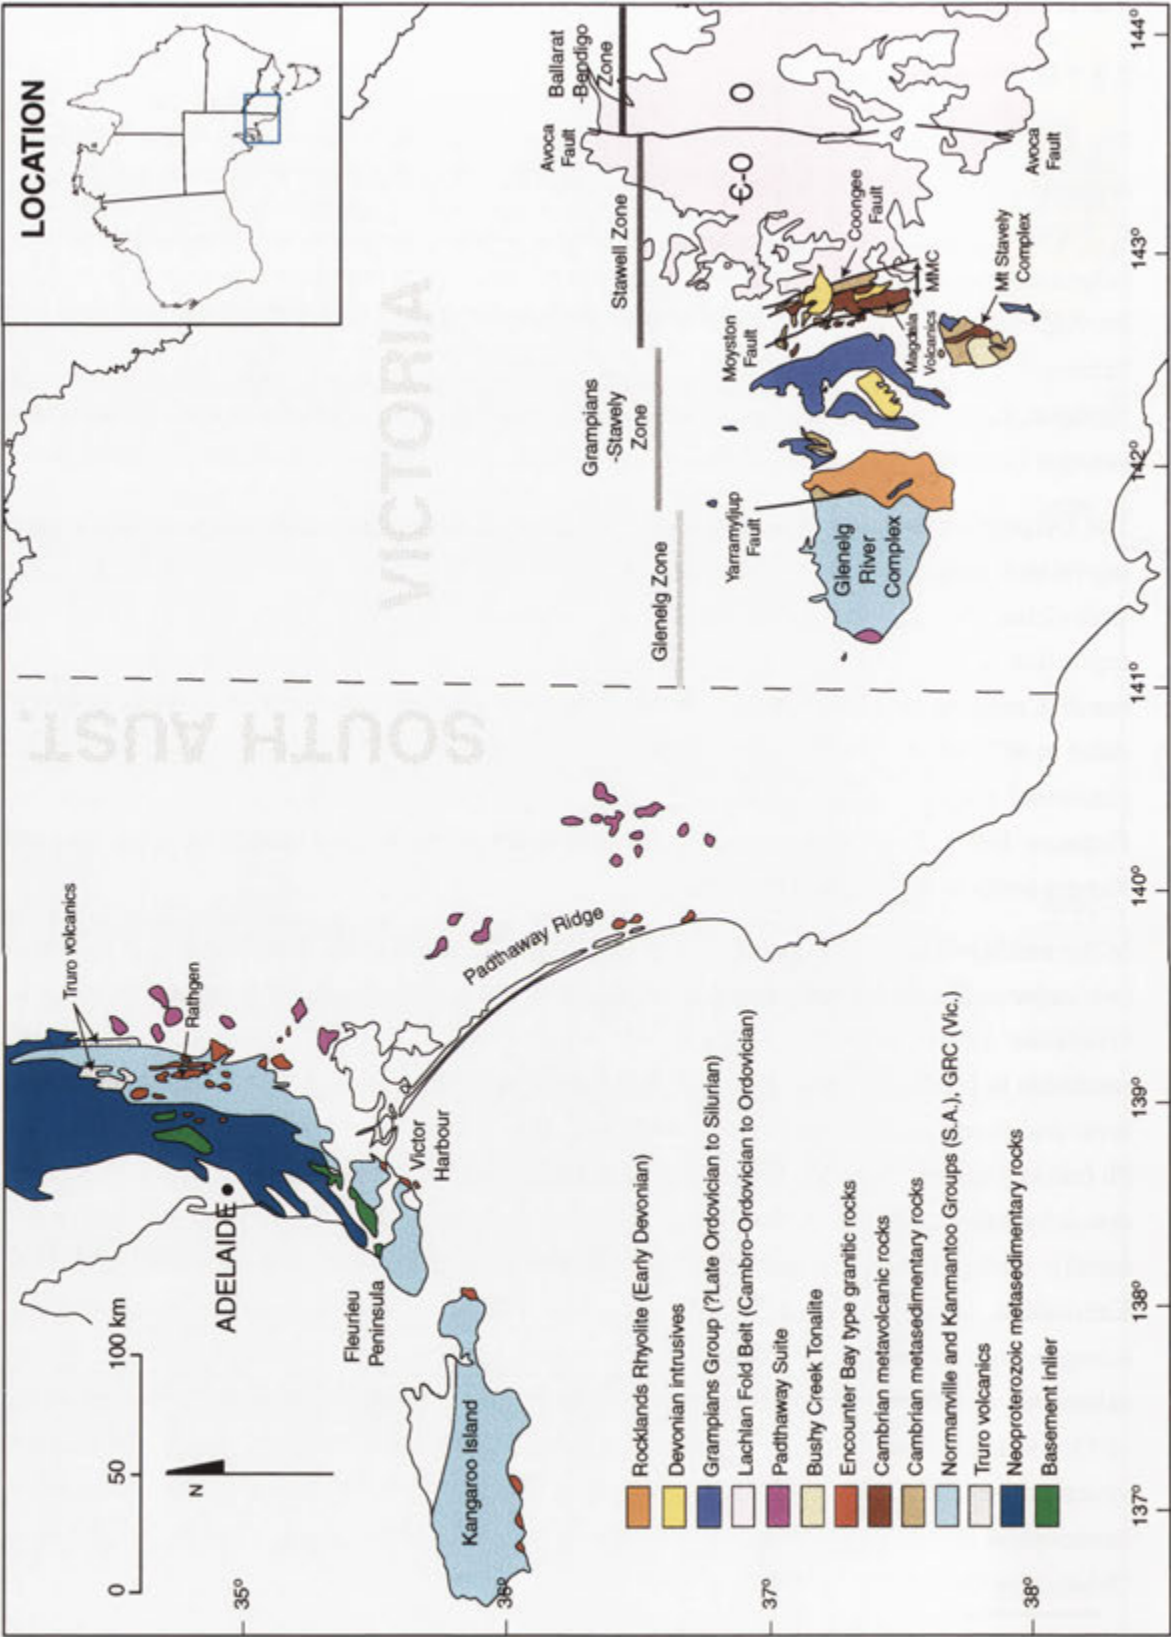 LOCATION
VICTORIA
SOUTH AUST.
Ballarat
-Bendigo
Zone
Avoca
Fault
Stawell Zone
Grampians
-Stavely
Zone
Glenelg Zone
O
Є-O
Coongee
Fault
Avoca
Fault
MMC
Mt Stavely
Complex
Moyston
Fault
Magdala
Volcanics
Yarramyljup
Fault
Glenelg
River
Complex
Truro volcanics
Rathgen
Padthaway Ridge
ADELAIDE
Victor
Harbour
Fleurieu
Peninsula
Kangaroo Island
N
0 50 100 km
Rocklands Rhyolite (Early Devonian)
Devonian intrusives
Grampians Group (?Late Ordovician to Silurian)
Lachlan Fold Belt (Cambro-Ordovician to Ordovician)
Padthaway Suite
Bushy Creek Tonalite
Encounter Bay type granitic rocks
Cambrian metavolcanic rocks
Cambrian metasedimentary rocks
Normanville and Kanmantoo Groups (S.A.), GRC (Vic.)
Truro volcanics
Neoproterozoic metasedimentary rocks
Basement inlier
35°
36°
37°
38°
137° 138° 139° 140° 141° 142° 143° 144°